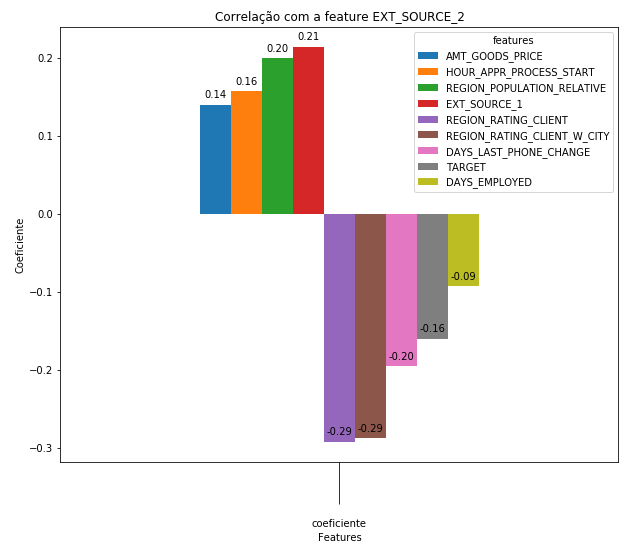 Correlação com a feature EXT_SOURCE_2
features
AMT_GOODS_PRICE
HOUR_APPR_PROCESS_START
REGION_POPULATION_RELATIVE
EXT_SOURCE_1
REGION_RATING_CLIENT
REGION_RATING_CLIENT_W_CITY
DAYS_LAST_PHONE_CHANGE
TARGET
DAYS_EMPLOYED
Coeficiente
0.2
0.1
0.0
−0.1
−0.2
−0.3
0.14
0.16
0.20
0.21
-0.29
-0.29
-0.20
-0.16
-0.09
coeficiente
Features